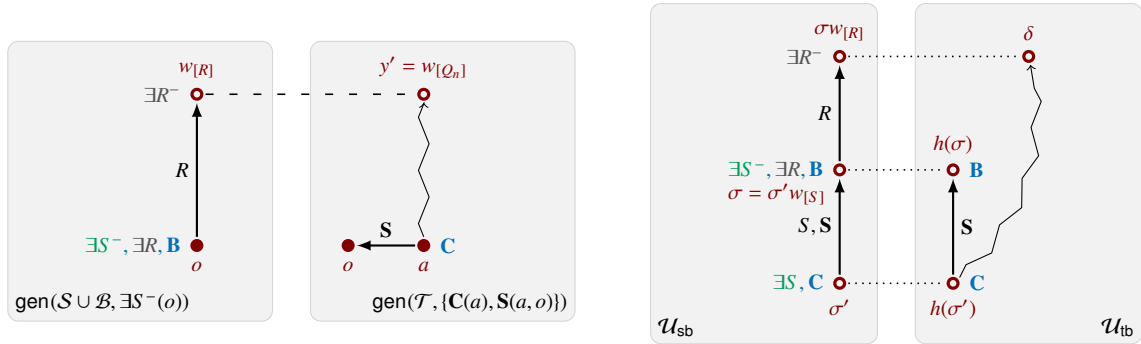 w[R]
y′ = w[Qn]
∃R⁻
R
S
∃S⁻, ∃R, B
C
o
o
a
gen(𝒮 ∪ ℬ, ∃S⁻(o))
gen(𝒯, {C(a), S(a, o)})
σw[R]
δ
∃R⁻
R
h(σ)
∃S⁻, ∃R, B
B
σ = σ′w[S]
S, S
S
∃S, C
C
σ′
h(σ′)
𝒰sb
𝒰tb